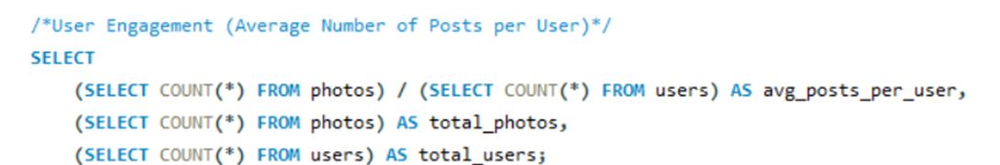 /*User Engagement (Average Number of Posts per User)*/
SELECT
(SELECT COUNT(*) FROM photos) / (SELECT COUNT(*) FROM users) AS avg_posts_per_user,
(SELECT COUNT(*) FROM photos) AS total_photos,
(SELECT COUNT(*) FROM users) AS total_users;